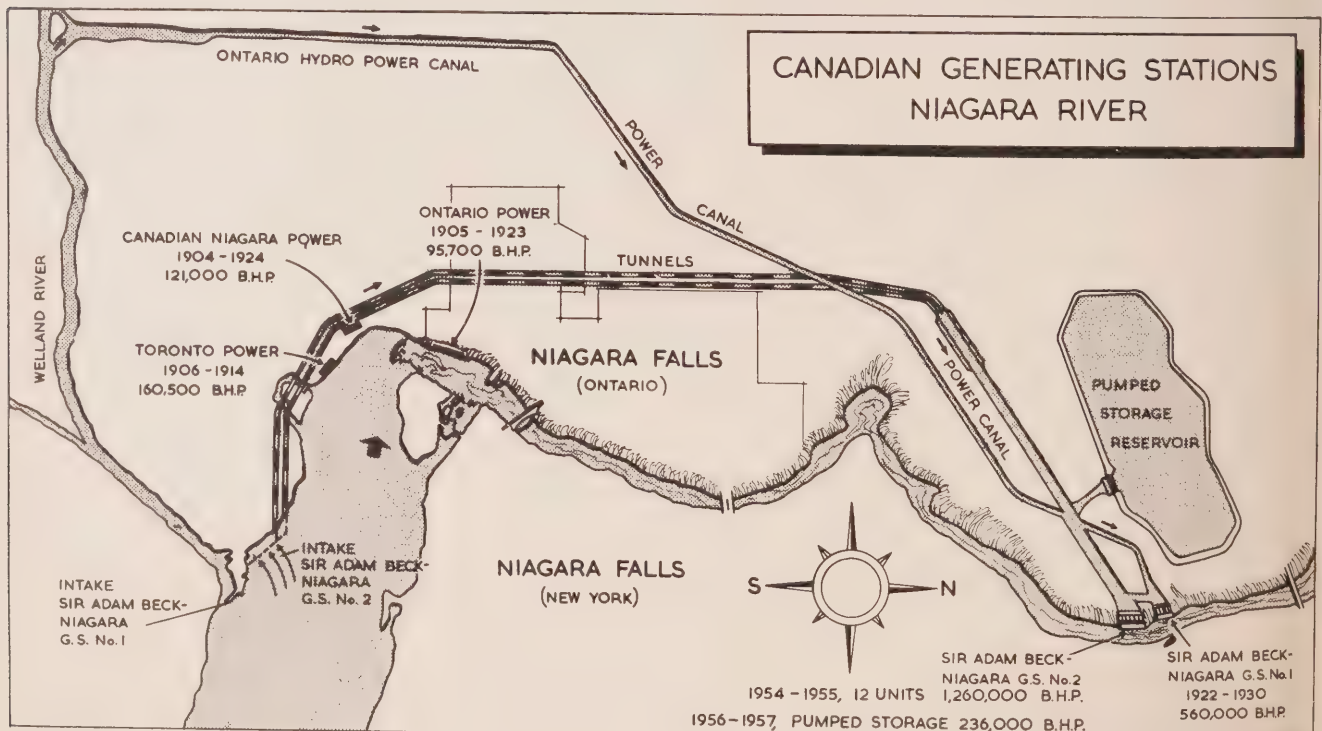 CANADIAN GENERATING STATIONS
NIAGARA RIVER
ONTARIO HYDRO POWER CANAL
POWER
CANAL
WELLAND RIVER
CANADIAN NIAGARA POWER
1904 - 1924
121,000 B.H.P.
ONTARIO POWER
1905 - 1923
95,700 B.H.P.
TUNNELS
TORONTO POWER
1906 - 1914
160,500 B.H.P.
NIAGARA FALLS
(ONTARIO)
POWER CANAL
PUMPED
STORAGE
RESERVOIR
INTAKE
SIR ADAM BECK-
NIAGARA
G.S. No. 2
INTAKE
SIR ADAM BECK-
NIAGARA
G.S. No. 1
NIAGARA FALLS
(NEW YORK)
S
N
SIR ADAM BECK-
NIAGARA G.S. No. 2
1954 - 1955, 12 UNITS 1,260,000 B.H.P.
1956-1957, PUMPED STORAGE 236,000 B.H.P.
SIR ADAM BECK-
NIAGARA G.S. No. 1
1922 - 1930
560,000 B.H.P.